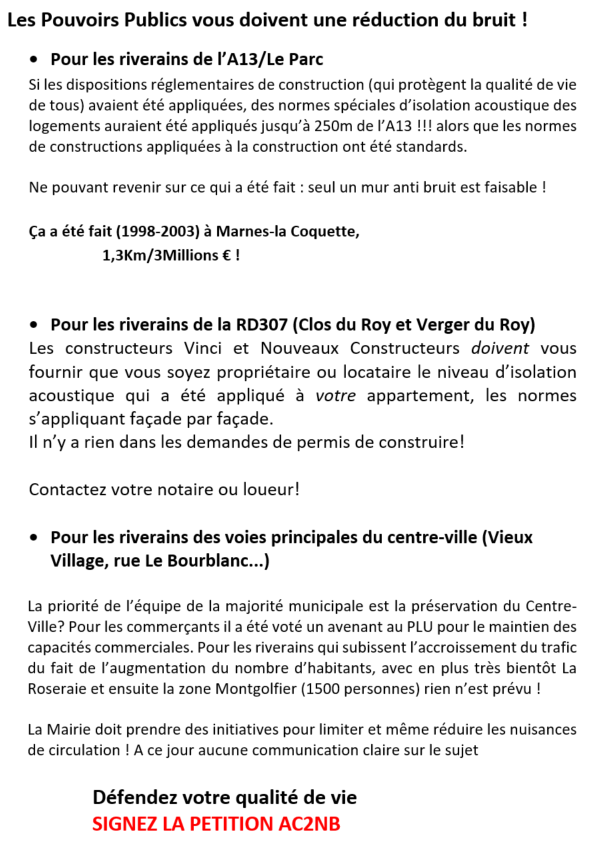 Les Pouvoirs Publics vous doivent une réduction du bruit !
• Pour les riverains de l’A13/Le Parc
Si les dispositions réglementaires de construction (qui protègent la qualité de vie
de tous) avaient été appliquées, des normes spéciales d’isolation acoustique des
logements auraient été appliqués jusqu’à 250m de l’A13 !!! alors que les normes
de constructions appliquées à la construction ont été standards.
Ne pouvant revenir sur ce qui a été fait : seul un mur anti bruit est faisable !
Ça a été fait (1998-2003) à Marnes-la Coquette,
1,3Km/3Millions € !
• Pour les riverains de la RD307 (Clos du Roy et Verger du Roy)
Les constructeurs Vinci et Nouveaux Constructeurs doivent vous
fournir que vous soyez propriétaire ou locataire le niveau d’isolation
acoustique qui a été appliqué à votre appartement, les normes
s’appliquant façade par façade.
Il n’y a rien dans les demandes de permis de construire!
Contactez votre notaire ou loueur!
• Pour les riverains des voies principales du centre-ville (Vieux
Village, rue Le Bourblanc...)
La priorité de l’équipe de la majorité municipale est la préservation du Centre-
Ville? Pour les commerçants il a été voté un avenant au PLU pour le maintien des
capacités commerciales. Pour les riverains qui subissent l’accroissement du trafic
du fait de l’augmentation du nombre d’habitants, avec en plus très bientôt La
Roseraie et ensuite la zone Montgolfier (1500 personnes) rien n’est prévu !
La Mairie doit prendre des initiatives pour limiter et même réduire les nuisances
de circulation ! A ce jour aucune communication claire sur le sujet
Défendez votre qualité de vie
SIGNEZ LA PETITION AC2NB